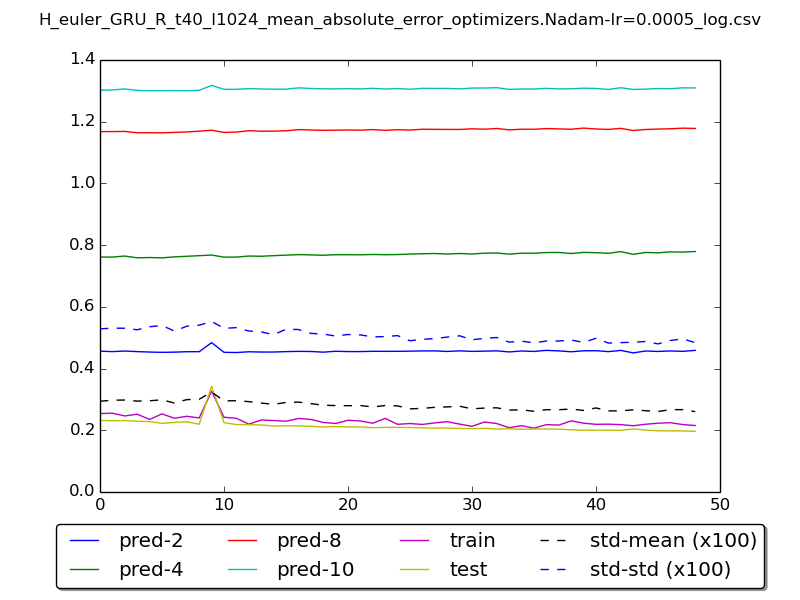 H_euler_GRU_R_t40_l1024_mean_absolute_error_optimizers.Nadam-lr=0.0005_log.csv
1.4
1.2
1.0
0.8
0.6
0.4
0.2
0.0
0 10 20 30 40 50
pred-2 pred-8 train std-mean (x100)
pred-4 pred-10 test std-std (x100)